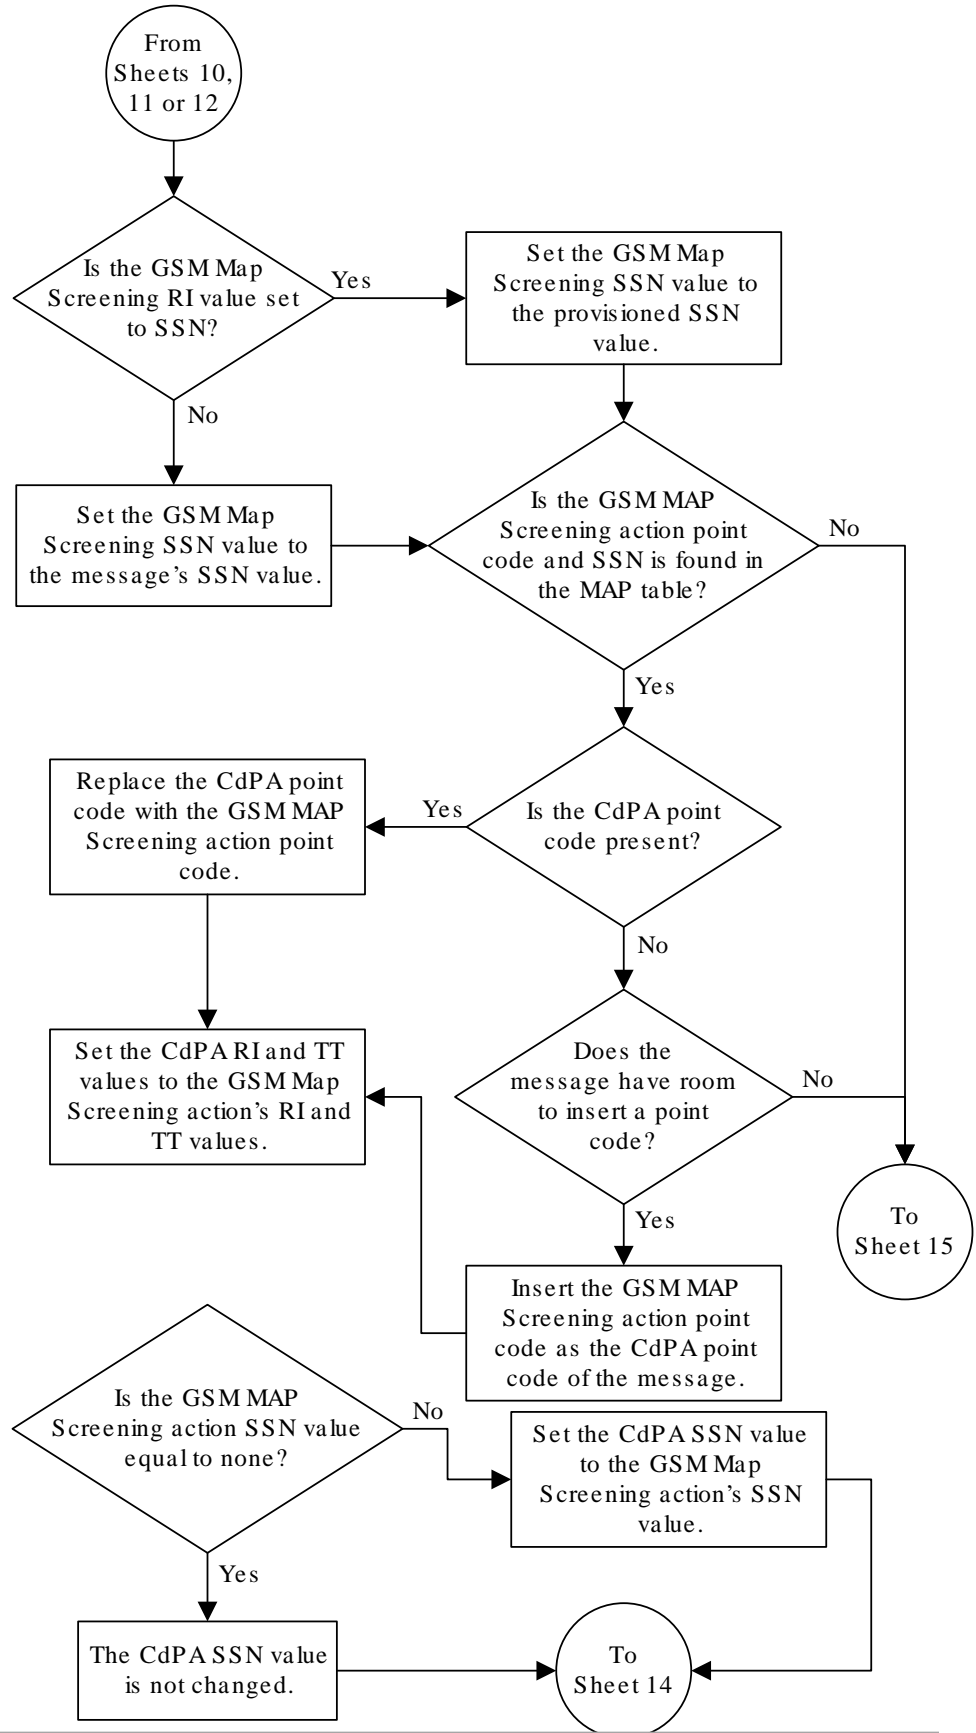 From
Sheets 10,
11 or 12
Is the GSM Map
Screening RI value set
to SSN?
Yes
Set the GSM Map
Screening SSN value to
the provisioned SSN
value.
No
Set the GSM Map
Screening SSN value to
the message’s SSN value.
Is the GSM MAP
Screening action point
code and SSN is found in
the MAP table?
No
Yes
Replace the CdPA point
code with the GSM MAP
Screening action point
code.
Yes
Is the CdPA point
code present?
No
Set the CdPA RI and TT
values to the GSM Map
Screening action’s RI and
TT values.
Does the
message have room
to insert a point
code?
No
Yes
To
Sheet 15
Insert the GSM MAP
Screening action point
code as the CdPA point
code of the message.
Is the GSM MAP
Screening action SSN value
equal to none?
No
Set the CdPA SSN value
to the GSM Map
Screening action’s SSN
value.
Yes
The CdPA SSN value
is not changed.
To
Sheet 14